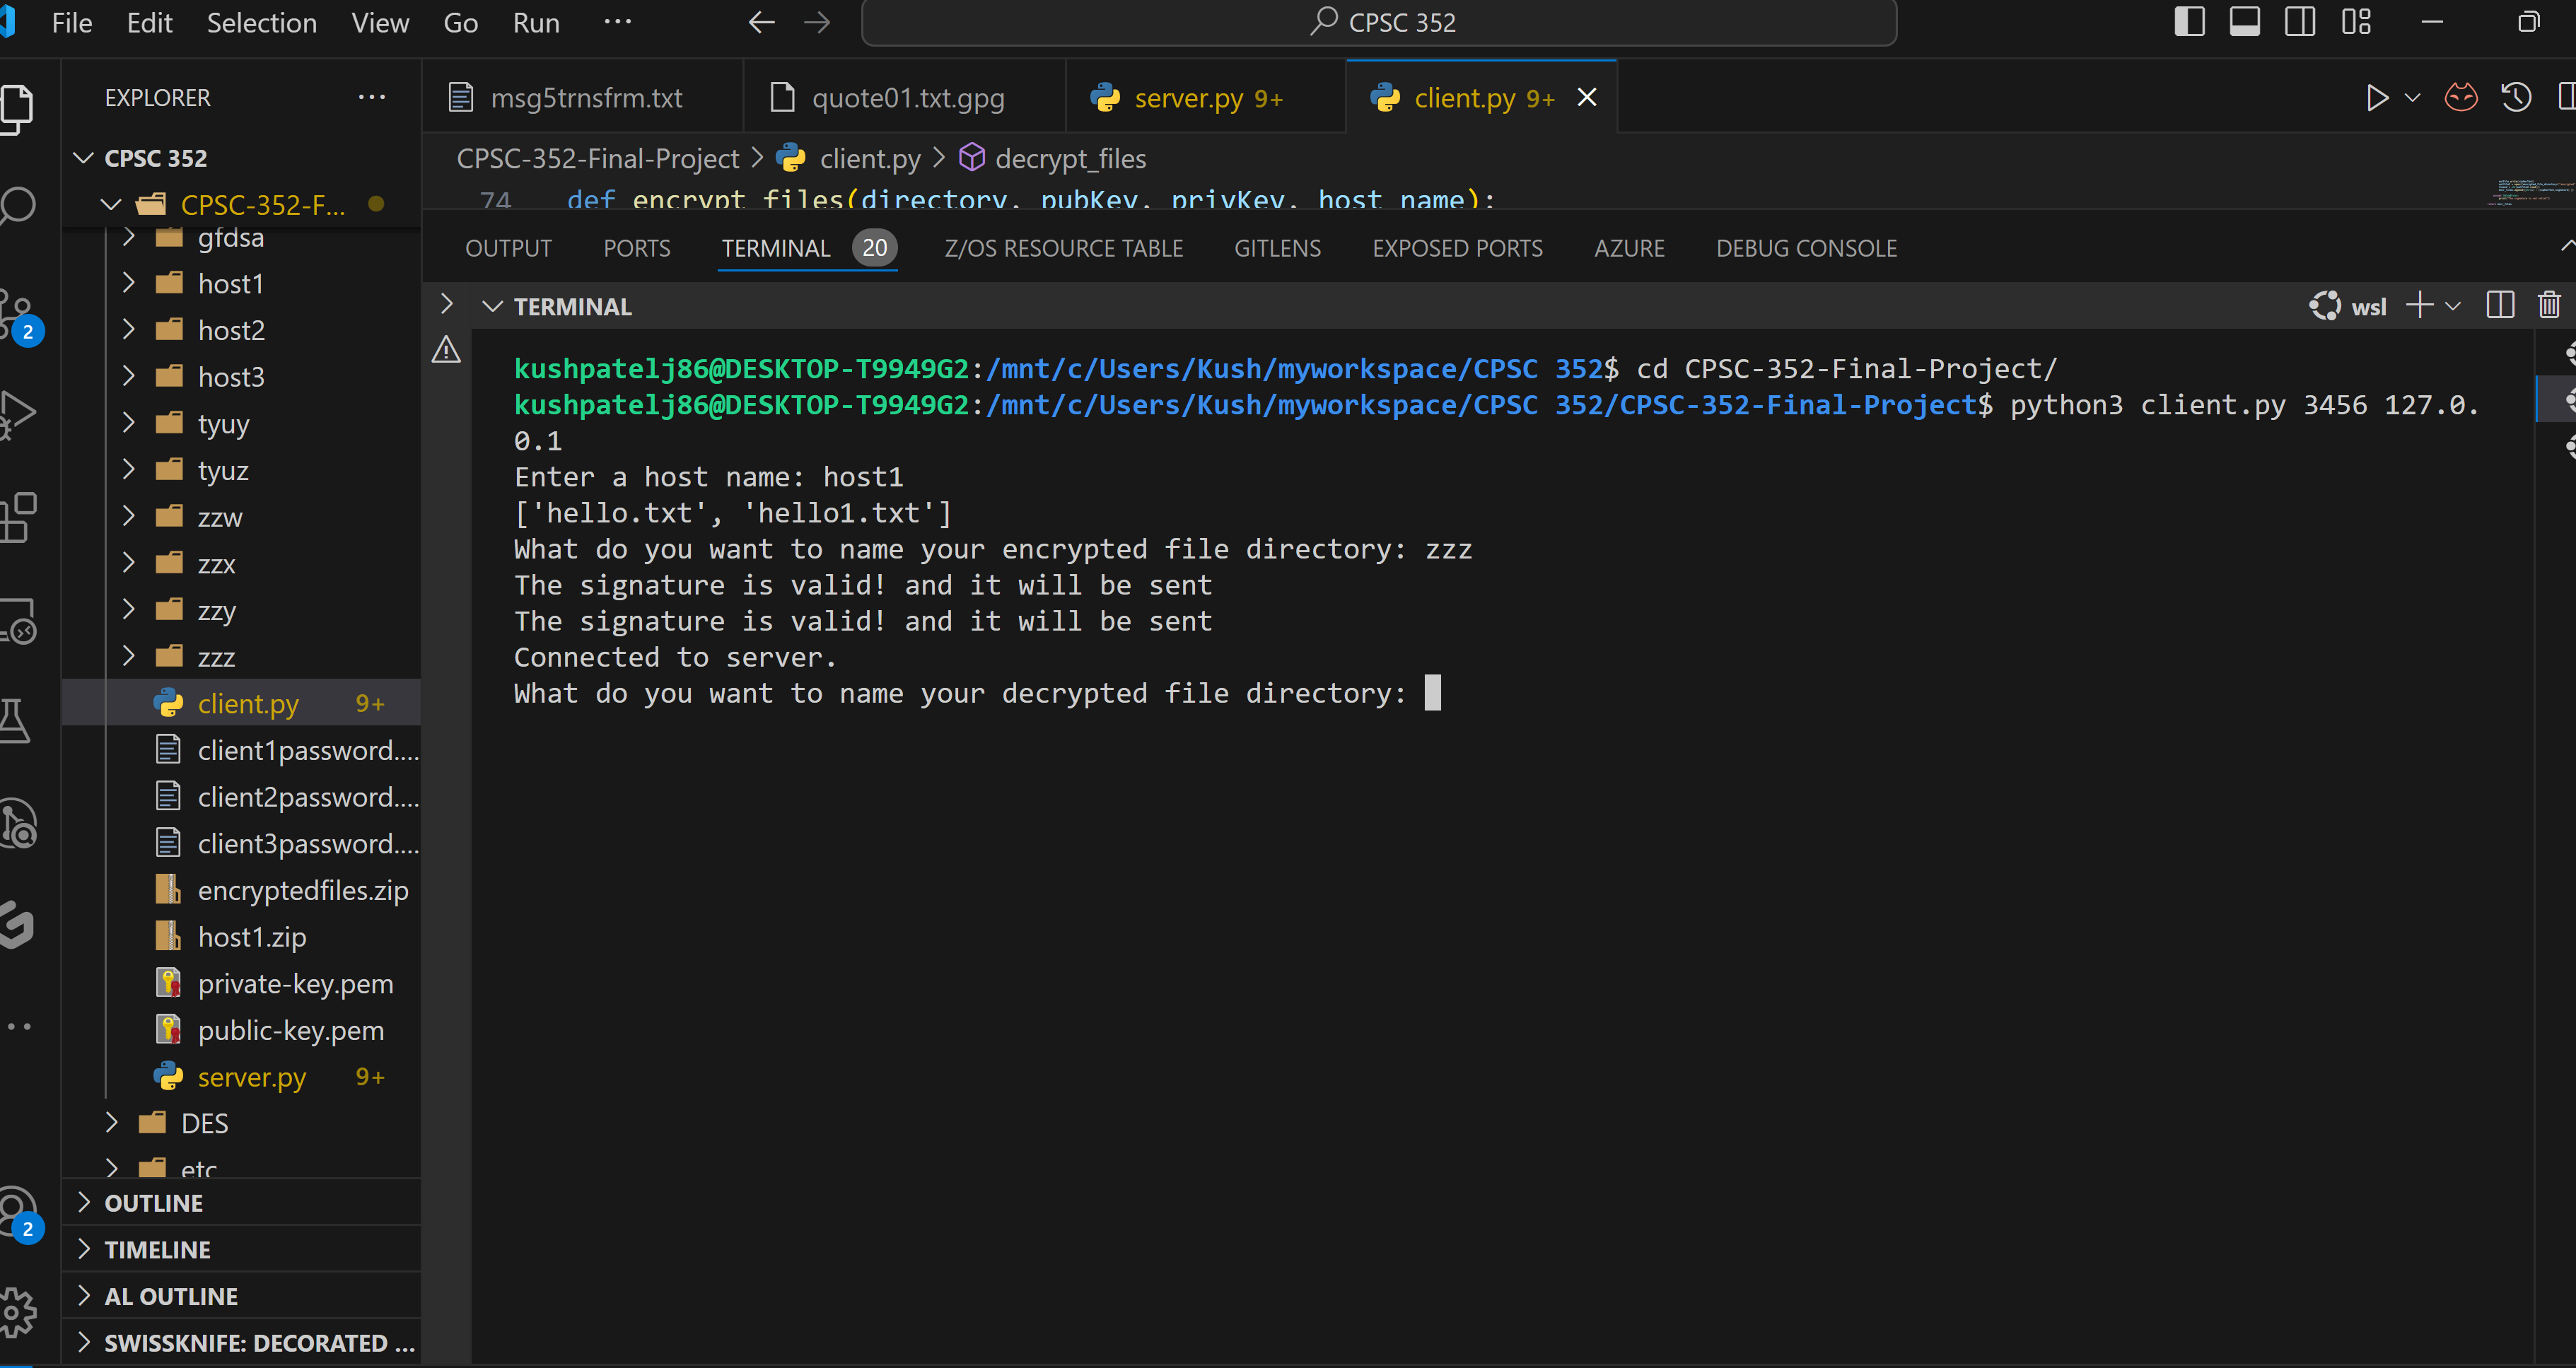 File Edit Selection View Go Run ··· CPSC 352
EXPLORER ···
CPSC 352
CPSC-352-F...
gfdsa
host1
host2
host3
tyuy
tyuz
zzw
zzx
zzy
zzz
client.py 9+
client1password....
client2password....
client3password....
encryptedfiles.zip
host1.zip
private-key.pem
public-key.pem
server.py 9+
DES
etc
OUTLINE
TIMELINE
AL OUTLINE
SWISSKNIFE: DECORATED ...
2
2
msg5trnsfrm.txt quote01.txt.gpg server.py 9+ client.py 9+
CPSC-352-Final-Project > client.py > decrypt_files
74 def encrypt_files(directory, pubKey, privKey, host_name):
OUTPUT PORTS TERMINAL 20 Z/OS RESOURCE TABLE GITLENS EXPOSED PORTS AZURE DEBUG CONSOLE
TERMINAL wsl
kushpatelj86@DESKTOP-T9949G2:/mnt/c/Users/Kush/myworkspace/CPSC 352$ cd CPSC-352-Final-Project/
kushpatelj86@DESKTOP-T9949G2:/mnt/c/Users/Kush/myworkspace/CPSC 352/CPSC-352-Final-Project$ python3 client.py 3456 127.0.
0.1
Enter a host name: host1
['hello.txt', 'hello1.txt']
What do you want to name your encrypted file directory: zzz
The signature is valid! and it will be sent
The signature is valid! and it will be sent
Connected to server.
What do you want to name your decrypted file directory: